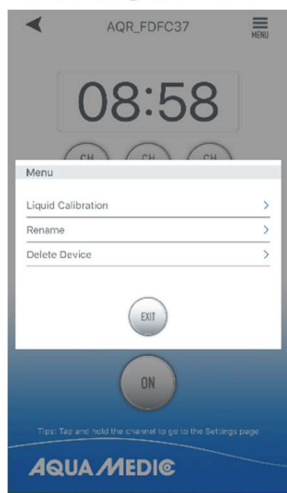 AQR_FDFC37
MENU
08:58
CH CH CH
Menu
Liquid Calibration
Rename
Delete Device
EXIT
ON
Tips: Tap and hold the channel to go to the Settings page
AQUA MEDIC